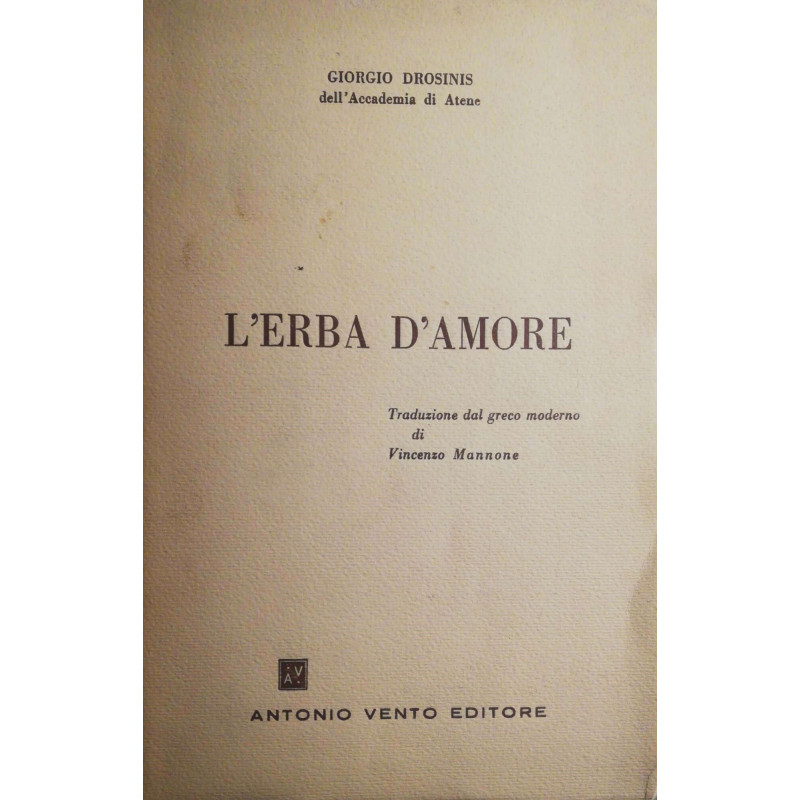 GIORGIO DROSINIS
dell'Accademia di Atene
L'ERBA D'AMORE
Traduzione dal greco moderno
di
Vincenzo Mannone
A V
ANTONIO VENTO EDITORE